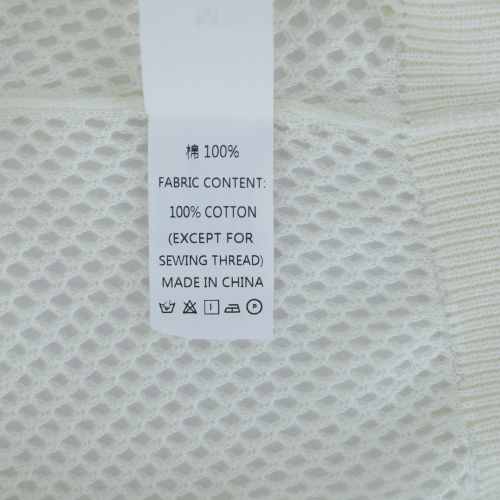 M
棉 100%
FABRIC CONTENT:
100% COTTON
(EXCEPT FOR
SEWING THREAD)
MADE IN CHINA
P